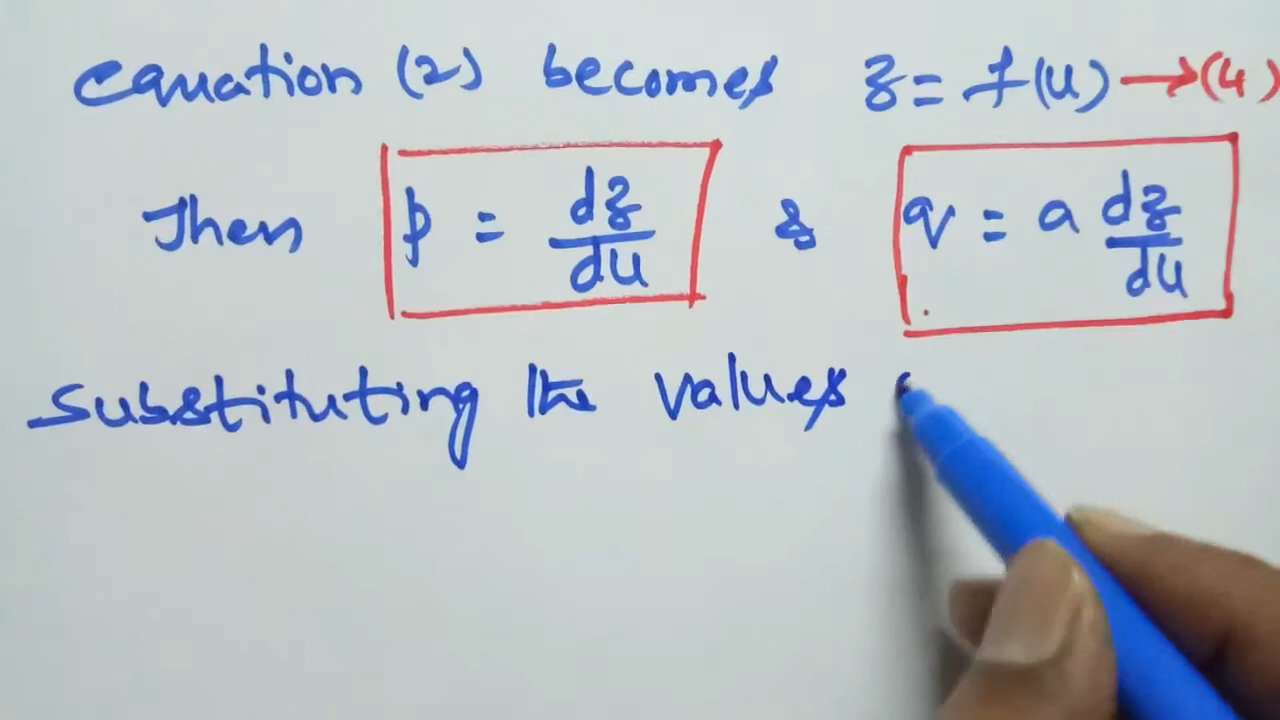 equation (2) becomes z = f(u) → (4)
Then p = dz/du & q = a dz/du
Substituting the values